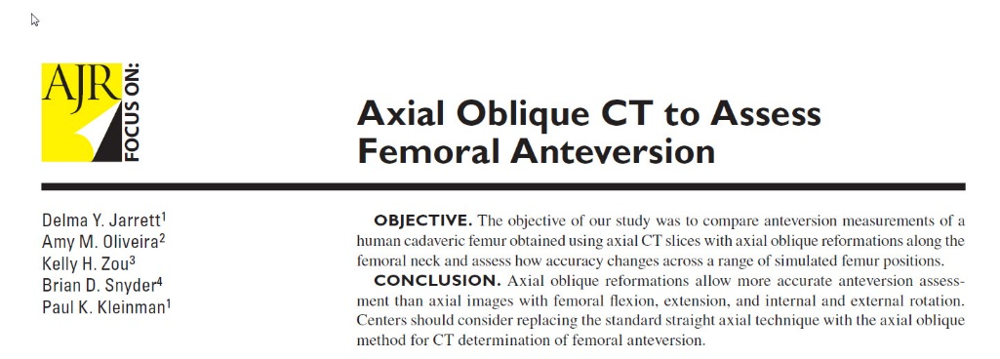 AJR
FOCUS ON:
Axial Oblique CT to Assess
Femoral Anteversion
Delma Y. Jarrett¹
Amy M. Oliveira²
Kelly H. Zou³
Brian D. Snyder⁴
Paul K. Kleinman¹
OBJECTIVE. The objective of our study was to compare anteversion measurements of a
human cadaveric femur obtained using axial CT slices with axial oblique reformations along the
femoral neck and assess how accuracy changes across a range of simulated femur positions.
CONCLUSION. Axial oblique reformations allow more accurate anteversion assess-
ment than axial images with femoral flexion, extension, and internal and external rotation.
Centers should consider replacing the standard straight axial technique with the axial oblique
method for CT determination of femoral anteversion.